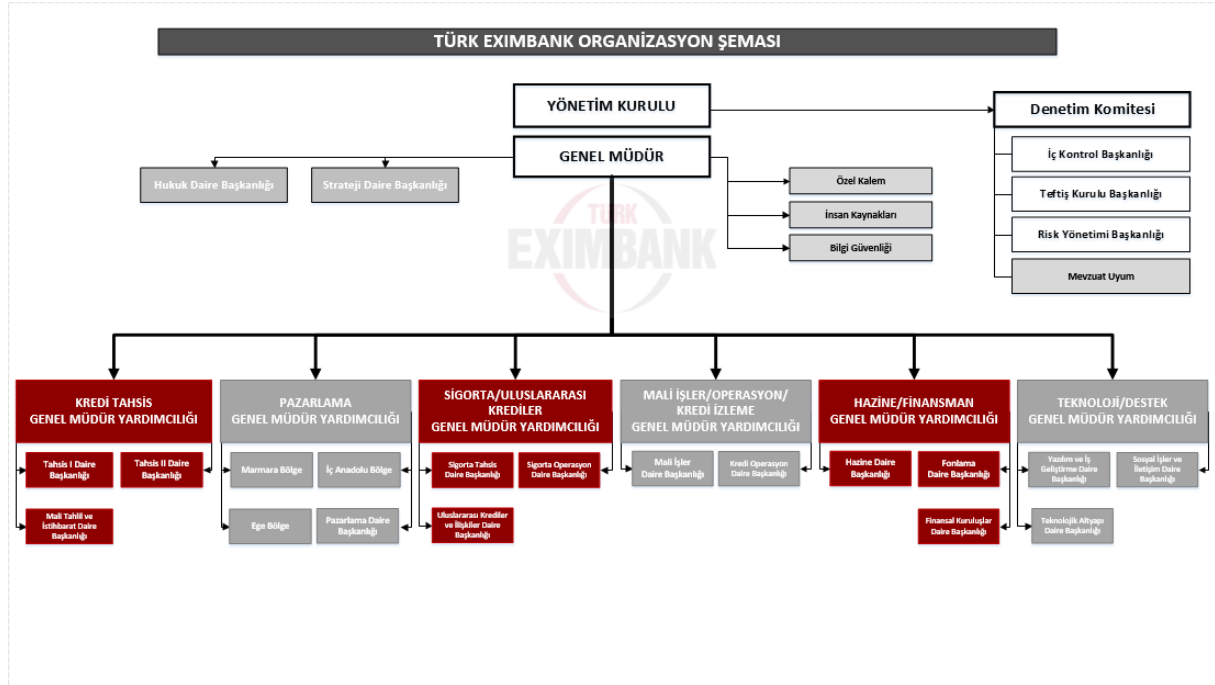 TÜRK EXIMBANK ORGANİZASYON ŞEMASI
YÖNETİM KURULU
Denetim Komitesi
GENEL MÜDÜR
Hukuk Daire Başkanlığı
Strateji Daire Başkanlığı
Özel Kalem
İnsan Kaynakları
Bilgi Güvenliği
İç Kontrol Başkanlığı
Teftiş Kurulu Başkanlığı
Risk Yönetimi Başkanlığı
Mevzuat Uyum
TÜRK
EXIMBANK
KREDİ TAHSİS
GENEL MÜDÜR YARDIMCILIĞI
Tahsis I Daire
Başkanlığı
Tahsis II Daire
Başkanlığı
Mali Tahlil ve
İstihbarat Daire
Başkanlığı
PAZARLAMA
GENEL MÜDÜR YARDIMCILIĞI
Marmara Bölge
İç Anadolu Bölge
Ege Bölge
Pazarlama Daire
Başkanlığı
SİGORTA/ULUSLARARASI
KREDİLER
GENEL MÜDÜR YARDIMCILIĞI
Sigorta Tahsis
Daire Başkanlığı
Sigorta Operasyon
Daire Başkanlığı
Uluslararası Krediler
ve İlişkiler Daire
Başkanlığı
MALİ İŞLER/OPERASYON/
KREDİ İZLEME
GENEL MÜDÜR YARDIMCILIĞI
Mali İşler
Daire Başkanlığı
Kredi Operasyon
Daire Başkanlığı
HAZİNE/FİNANSMAN
GENEL MÜDÜR YARDIMCILIĞI
Hazine Daire
Başkanlığı
Fonlama
Daire Başkanlığı
Finansal Kuruluşlar
Daire Başkanlığı
TEKNOLOJİ/DESTEK
GENEL MÜDÜR YARDIMCILIĞI
Yazılım ve İş
Geliştirme Daire
Başkanlığı
Sosyal İşler ve
İletişim Daire
Başkanlığı
Teknolojik Altyapı
Daire Başkanlığı